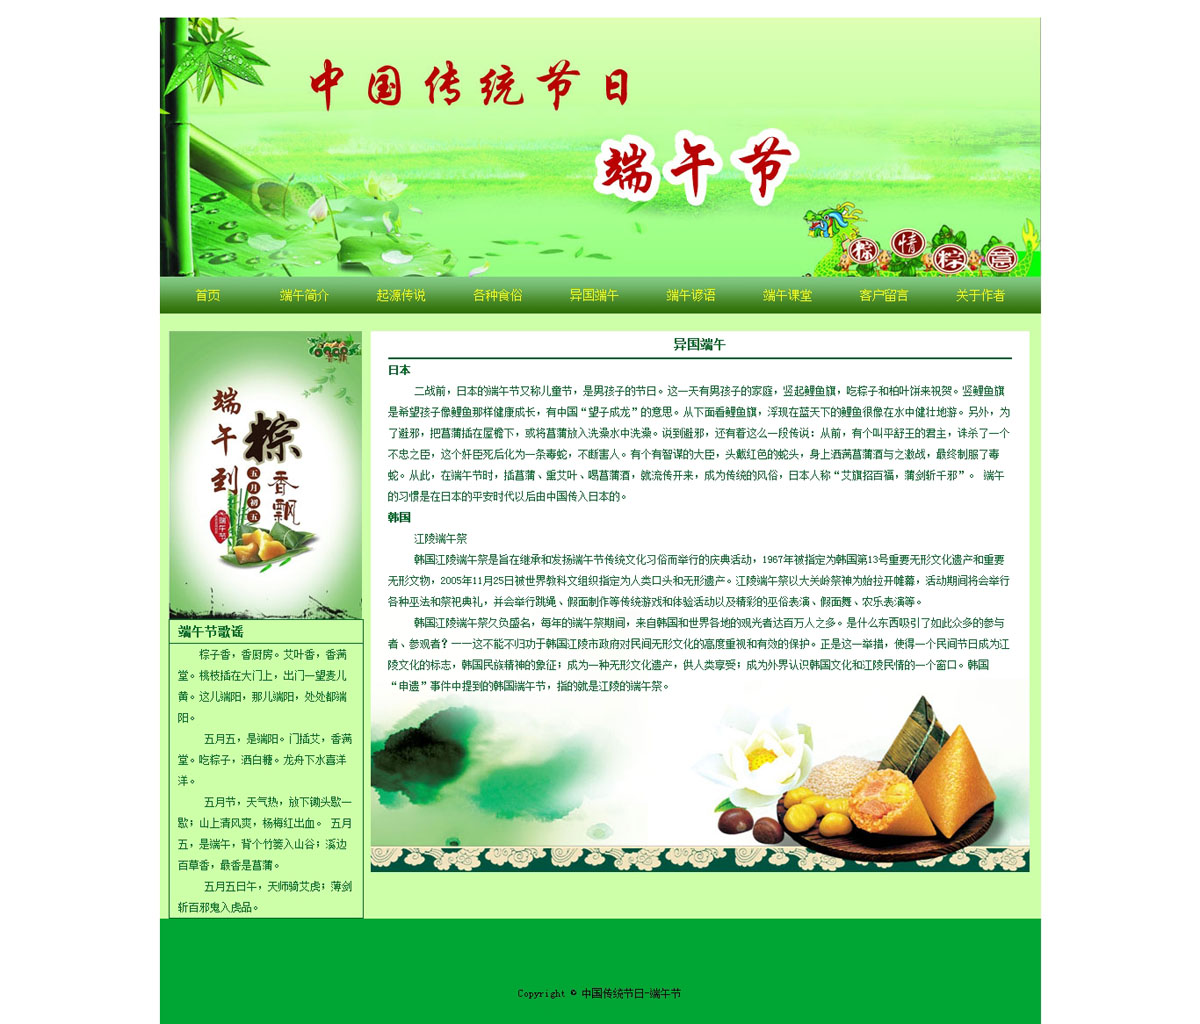 中国传统节日
端午节
粽情粽意
首页 端午简介 起源传说 各种食俗 异国端午 端午谚语 端午课堂 客户留言 关于作者
端午到
粽
香飘
五月初五
端午节
端午节歌谣
粽子香，香厨房。艾叶香，香满
堂。桃枝插在大门上，出门一望麦儿
黄。这儿端阳，那儿端阳，处处都端
阳。
五月五，是端阳。门插艾，香满
堂。吃粽子，洒白糖。龙舟下水喜洋
洋。
五月节，天气热，放下锄头歇一
歇；山上清风爽，杨梅红出血。 五月
五，是端午，背个竹篓入山谷；溪边
百草香，最香是菖蒲。
五月五日午，天师骑艾虎；薄剑
斩百邪鬼入虎品。
异国端午
日本
二战前，日本的端午节又称儿童节，是男孩子的节日。这一天有男孩子的家庭，竖起鲤鱼旗，吃粽子和柏叶饼来祝贺。竖鲤鱼旗
是希望孩子像鲤鱼那样健康成长，有中国“望子成龙”的意思。从下面看鲤鱼旗，浮现在蓝天下的鲤鱼很像在水中健壮地游。另外，为
了避邪，把菖蒲插在屋檐下，或将菖蒲放入洗澡水中洗澡。说到避邪，还有着这么一段传说：从前，有个叫平舒王的君主，诛杀了一个
不忠之臣，这个奸臣死后化为一条毒蛇，不断害人。有个有智谋的大臣，头戴红色的蛇头，身上洒满菖蒲酒与之激战，最终制服了毒
蛇。从此，在端午节时，插菖蒲、熏艾叶、喝菖蒲酒，就流传开来，成为传统的风俗，日本人称“艾旗招百福，蒲剑斩千邪”。 端午
的习惯是在日本的平安时代以后由中国传入日本的。
韩国
江陵端午祭
韩国江陵端午祭是旨在继承和发扬端午节传统文化习俗而举行的庆典活动，1967年被指定为韩国第13号重要无形文化遗产和重要
无形文物，2005年11月25日被世界教科文组织指定为人类口头和无形遗产。江陵端午祭以大关岭祭神为始拉开帷幕，活动期间将会举行
各种巫法和祭祀典礼，并会举行跳绳、假面制作等传统游戏和体验活动以及精彩的巫俗表演、假面舞、农乐表演等。
韩国江陵端午祭久负盛名，每年的端午祭期间，来自韩国和世界各地的观光者达百万人之多。是什么东西吸引了如此众多的参与
者、参观者？——这不能不归功于韩国江陵市政府对民间无形文化的高度重视和有效的保护。正是这一举措，使得一个民间节日成为江
陵文化的标志，韩国民族精神的象征；成为一种无形文化遗产，供人类享受；成为外界认识韩国文化和江陵民情的一个窗口。韩国
“申遗”事件中提到的韩国端午节，指的就是江陵的端午祭。
Copyright © 中国传统节日-端午节